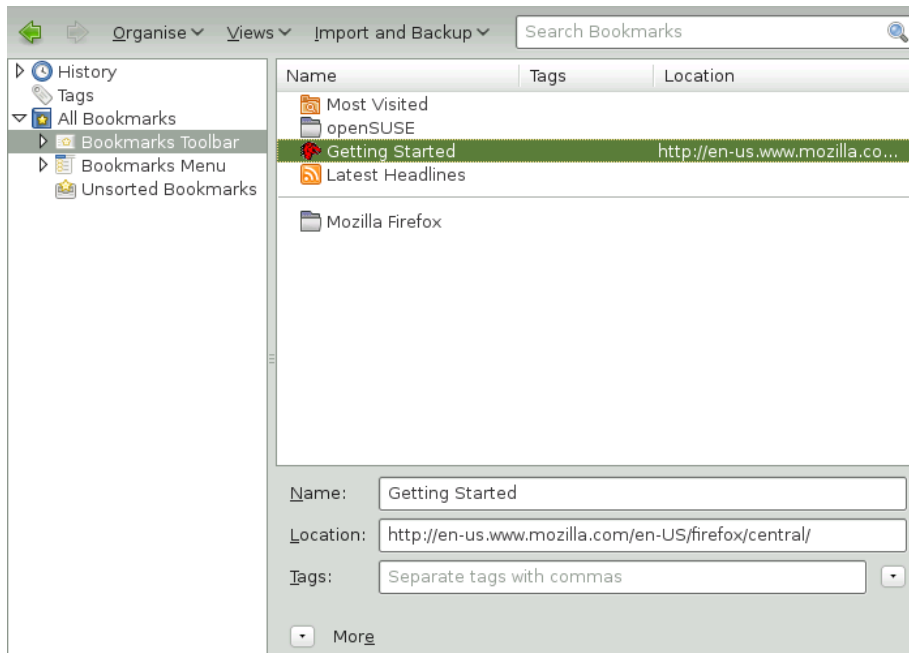 Organise Views Import and Backup Search Bookmarks
History
Tags
All Bookmarks
Bookmarks Toolbar
Bookmarks Menu
Unsorted Bookmarks
Name Tags Location
Most Visited
openSUSE
Getting Started http://en-us.www.mozilla.co...
Latest Headlines
Mozilla Firefox
Name: Getting Started
Location: http://en-us.www.mozilla.com/en-US/firefox/central/
Tags: Separate tags with commas
More